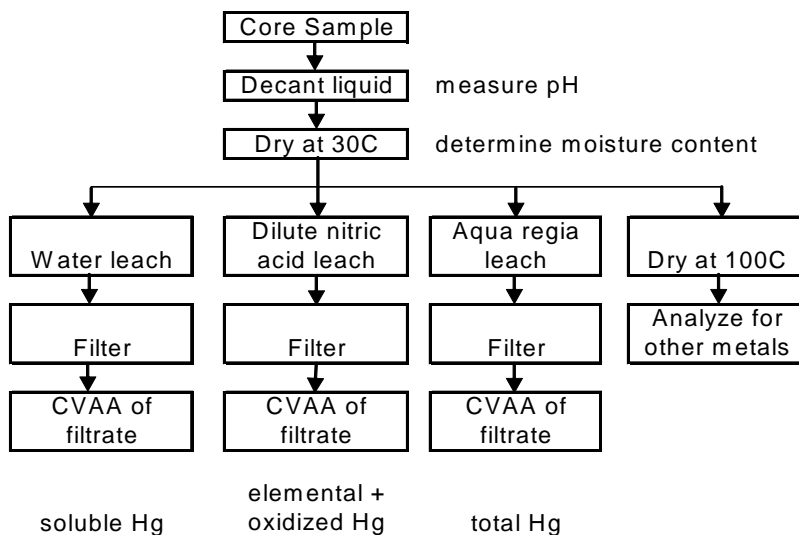 Core Sample
Decant liquid
measure pH
Dry at 30C
determine moisture content
Water leach
Dilute nitric
acid leach
Aqua regia
leach
Dry at 100C
Filter
Filter
Filter
Analyze for
other metals
CVAA of
filtrate
CVAA of
filtrate
CVAA of
filtrate
soluble Hg
elemental +
oxidized Hg
total Hg